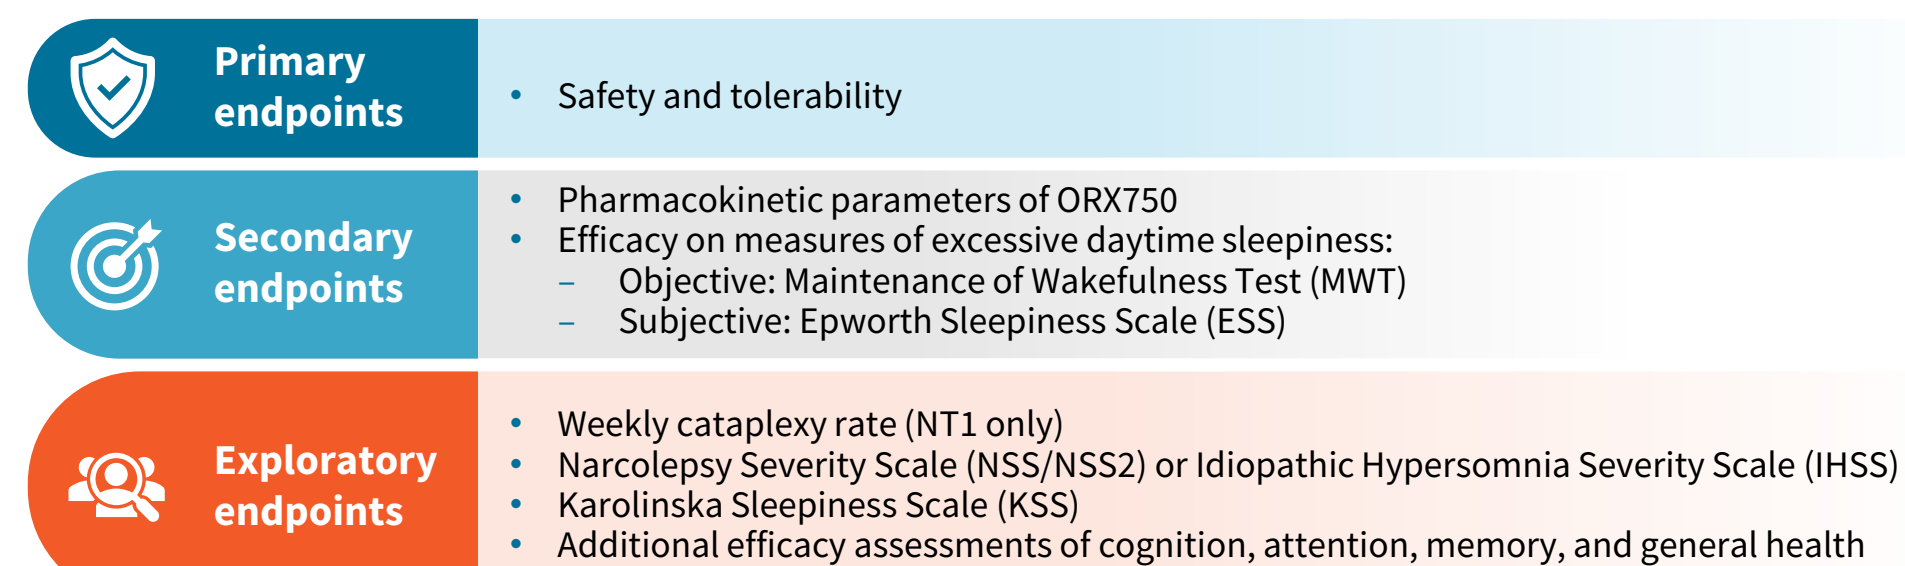 Primary
endpoints
• Safety and tolerability
Secondary
endpoints
• Pharmacokinetic parameters of ORX750
• Efficacy on measures of excessive daytime sleepiness:
– Objective: Maintenance of Wakefulness Test (MWT)
– Subjective: Epworth Sleepiness Scale (ESS)
Exploratory
endpoints
• Weekly cataplexy rate (NT1 only)
• Narcolepsy Severity Scale (NSS/NSS2) or Idiopathic Hypersomnia Severity Scale (IHSS)
• Karolinska Sleepiness Scale (KSS)
• Additional efficacy assessments of cognition, attention, memory, and general health